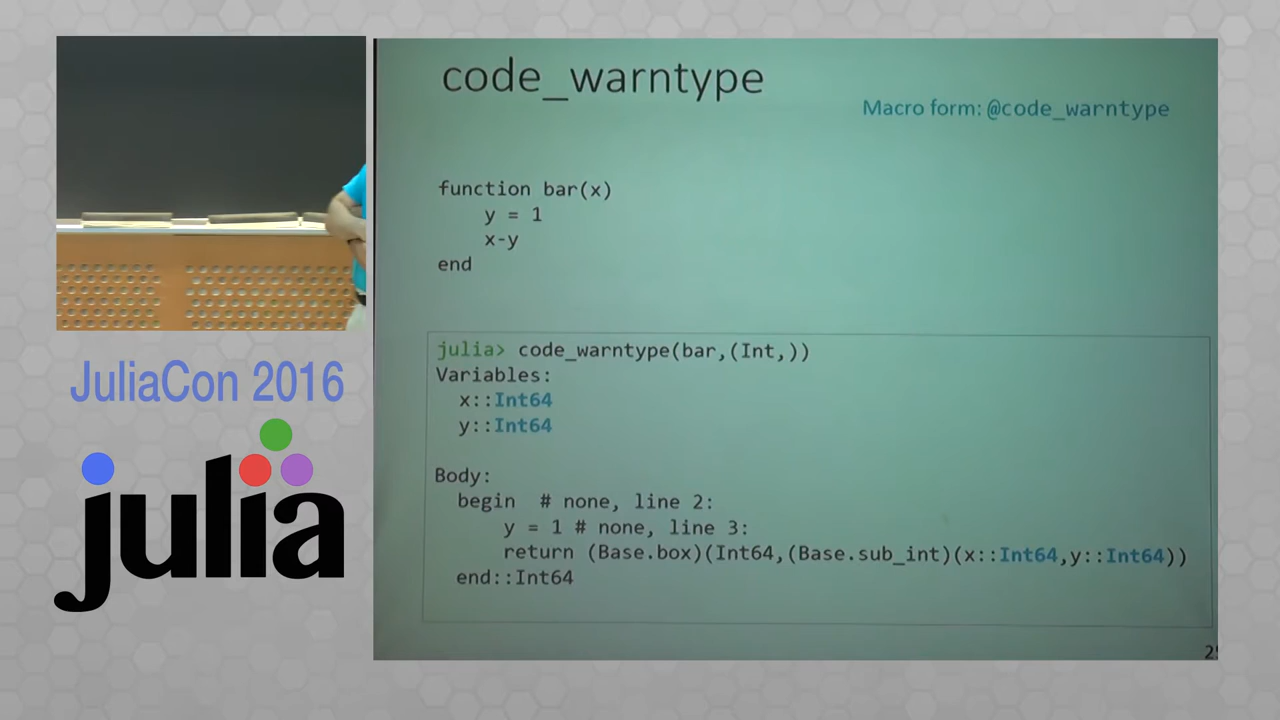 code_warntype
Macro form: @code_warntype
function bar(x)
    y = 1
    x-y
end
julia> code_warntype(bar,(Int,))
Variables:
  x::Int64
  y::Int64
Body:
  begin  # none, line 2:
      y = 1 # none, line 3:
      return (Base.box)(Int64,(Base.sub_int)(x::Int64,y::Int64))
  end::Int64
JuliaCon 2016
julia